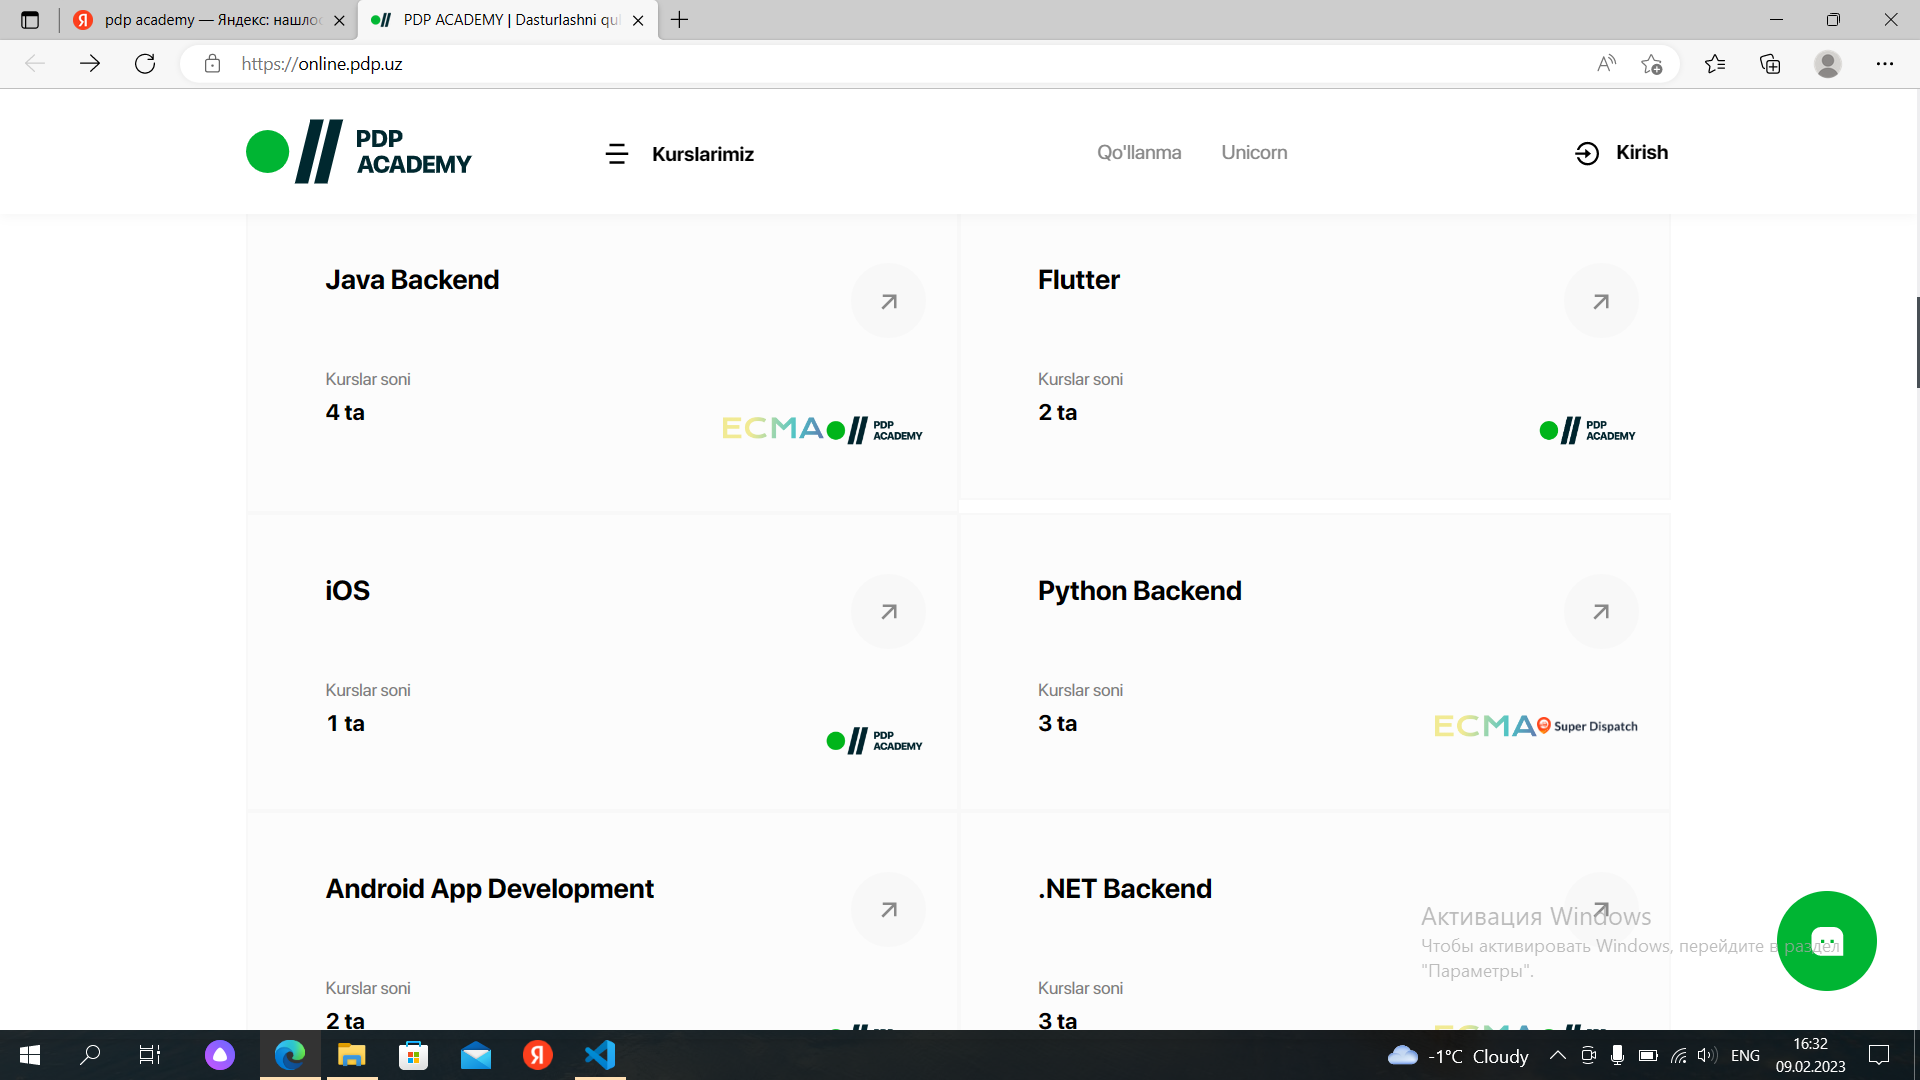 pdp academy — Яндекс: нашлос
PDP ACADEMY | Dasturlashni qul
https://online.pdp.uz
PDP
ACADEMY
Kurslarimiz
Qo'llanma
Unicorn
Kirish
Java Backend
Kurslar soni
4 ta
ECMA
PDP
ACADEMY
Flutter
Kurslar soni
2 ta
PDP
ACADEMY
iOS
Kurslar soni
1 ta
PDP
ACADEMY
Python Backend
Kurslar soni
3 ta
ECMA
Super Dispatch
Android App Development
Kurslar soni
2 ta
.NET Backend
Kurslar soni
3 ta
Активация Windows
Чтобы активировать Windows, перейдите в раздел
"Параметры".
-1°C Cloudy
ENG
16:32
09.02.2023